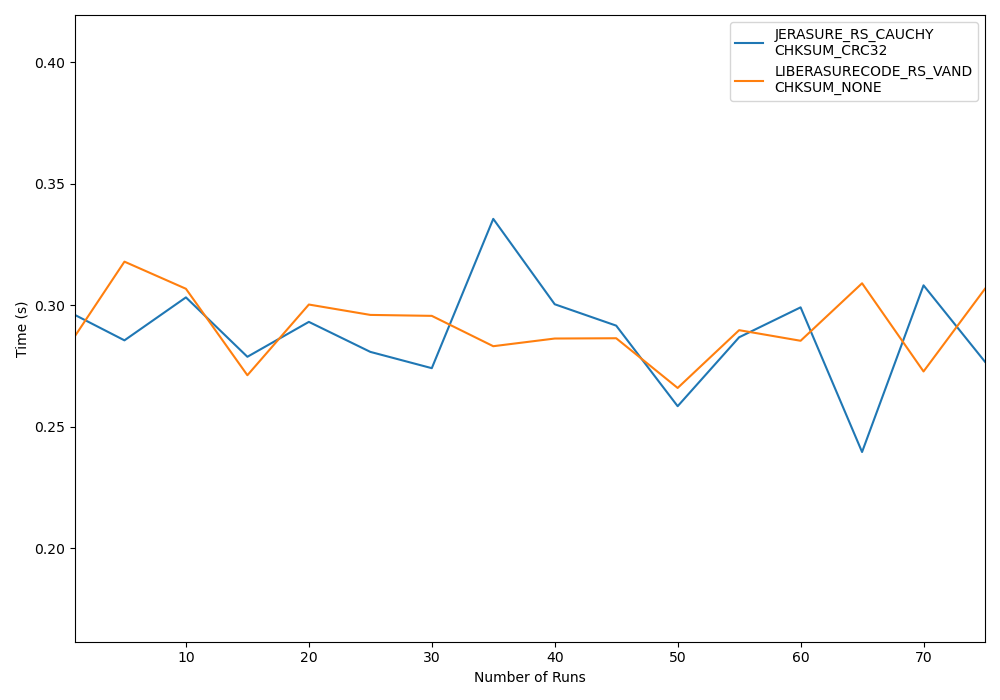 JERASURE_RS_CAUCHY
CHKSUM_CRC32
LIBERASURECODE_RS_VAND
CHKSUM_NONE
0.40
0.35
0.30
0.25
0.20
Time (s)
10 20 30 40 50 60 70
Number of Runs